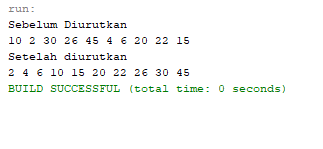 run:
Sebelum Diurutkan
10 2 30 26 45 4 6 20 22 15
Setelah diurutkan
2 4 6 10 15 20 22 26 30 45
BUILD SUCCESSFUL (total time: 0 seconds)